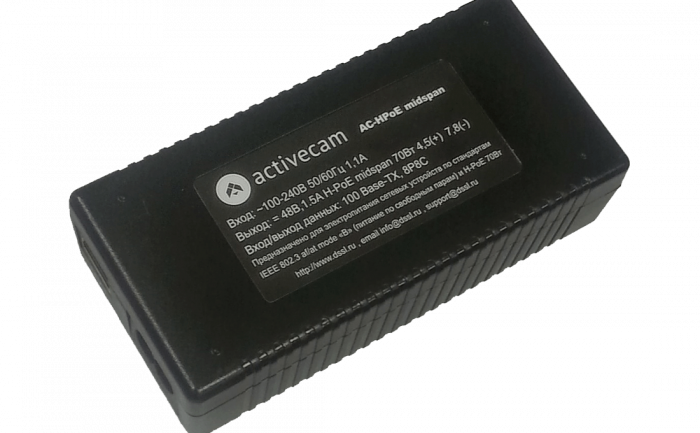 activecam AC-HPoE midspan
Вход: ~100-240В 50/60Гц 1,1А
Выход: = 48В,1.5А H-PoE midspan 70Вт 4,5(+) 7,8(-)
Вход/выход данных: 100 Base-TX, 8P8C
Предназначено для электропитания сетевых устройств по стандартам
IEEE 802.3 af/at mode «B» (питание по свободным парам) и H-PoE 70Вт
http://www.dssl.ru , email info@dssl.ru , support@dssl.ru